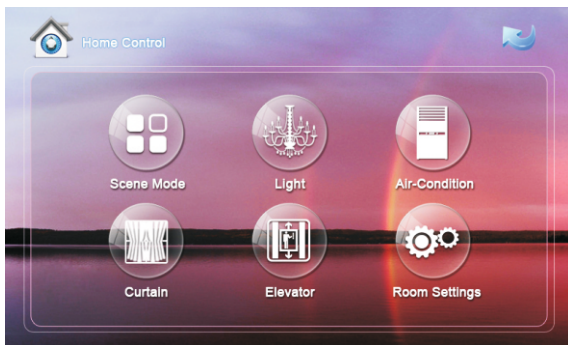 Home Control
Scene Mode
Light
Air-Condition
Curtain
Elevator
Room Settings